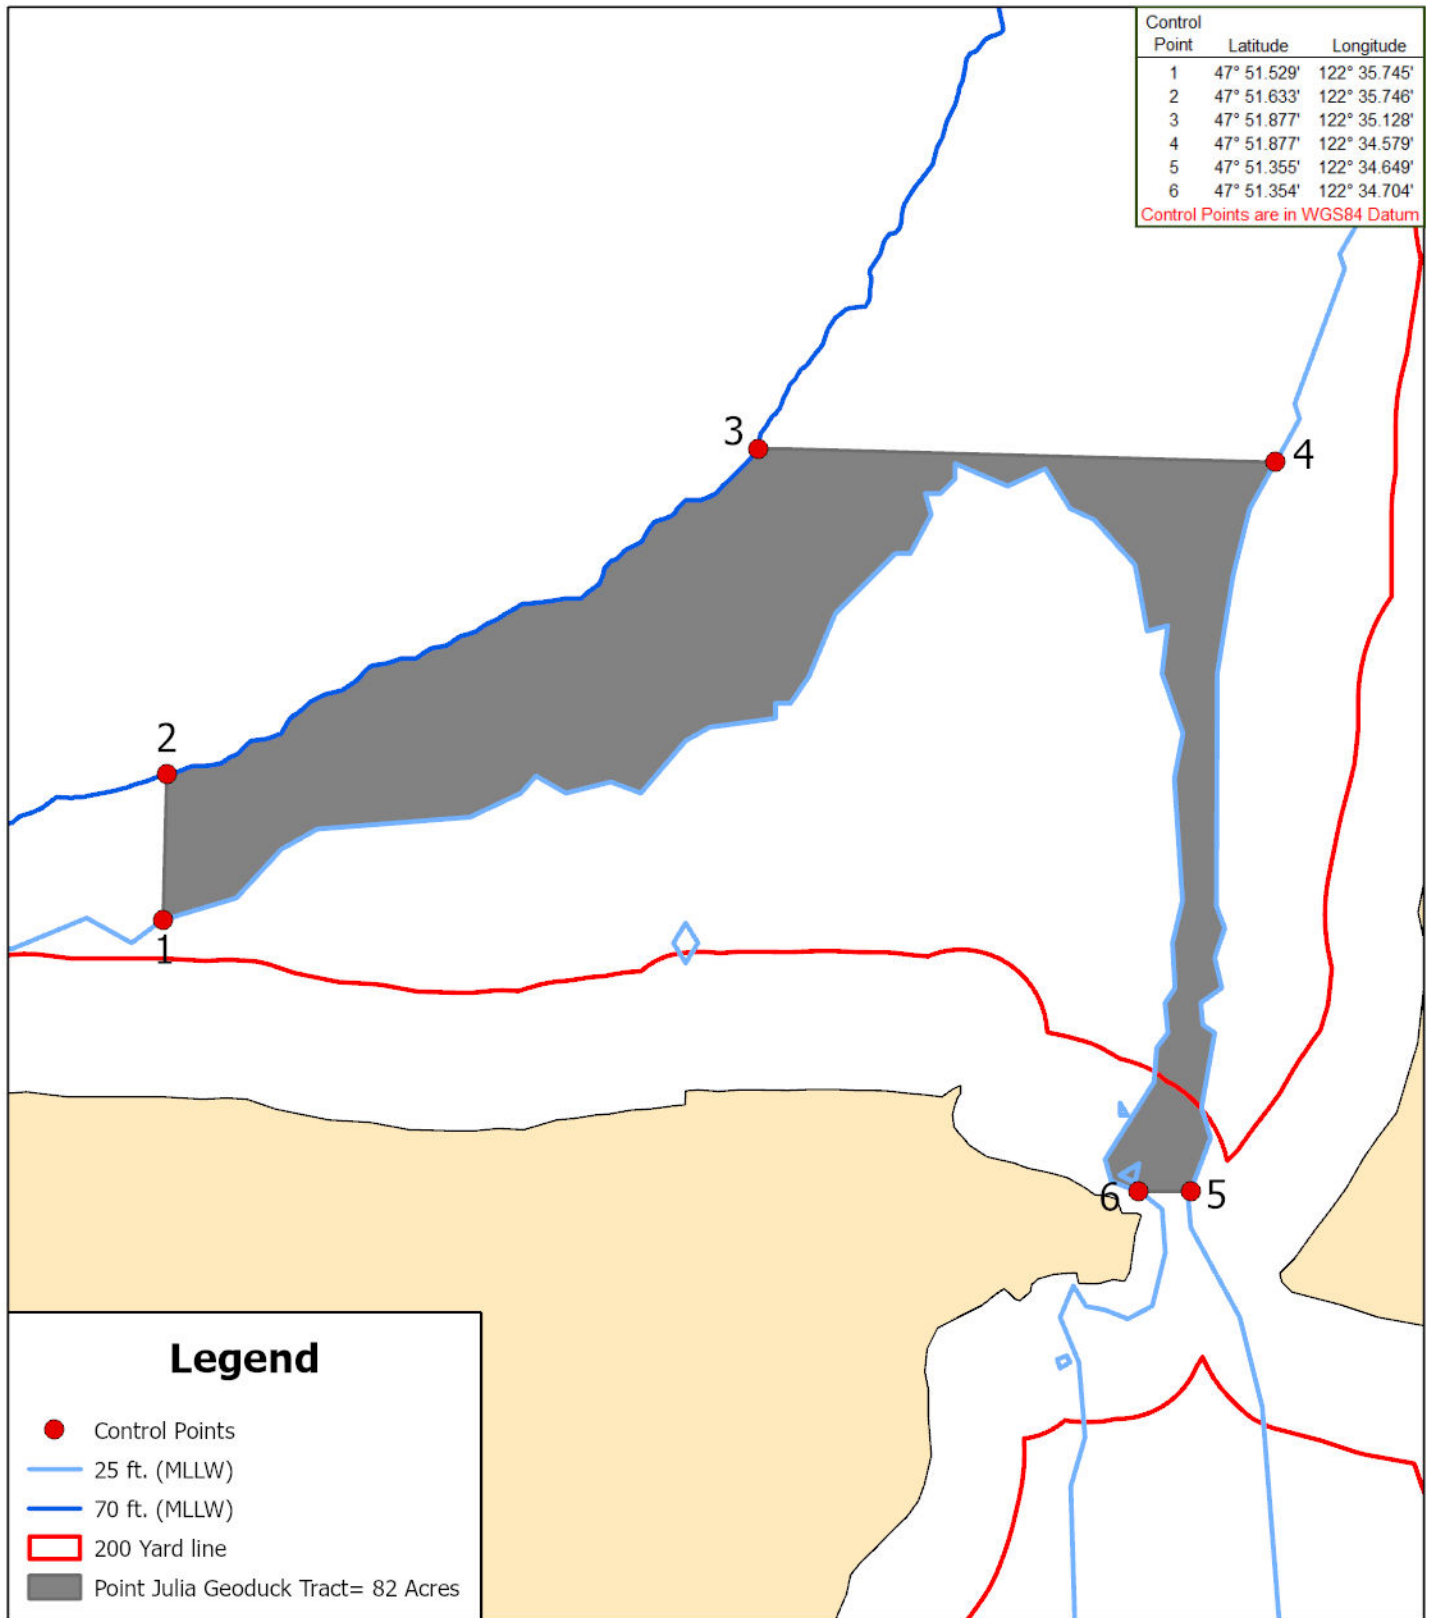 Control
Point Latitude Longitude
1 47° 51.529' 122° 35.745'
2 47° 51.633' 122° 35.746'
3 47° 51.877' 122° 35.128'
4 47° 51.877' 122° 34.579'
5 47° 51.355' 122° 34.649'
6 47° 51.354' 122° 34.704'
Control Points are in WGS84 Datum
3
4
2
1
6
5
Legend
Control Points
25 ft. (MLLW)
70 ft. (MLLW)
200 Yard line
Point Julia Geoduck Tract= 82 Acres